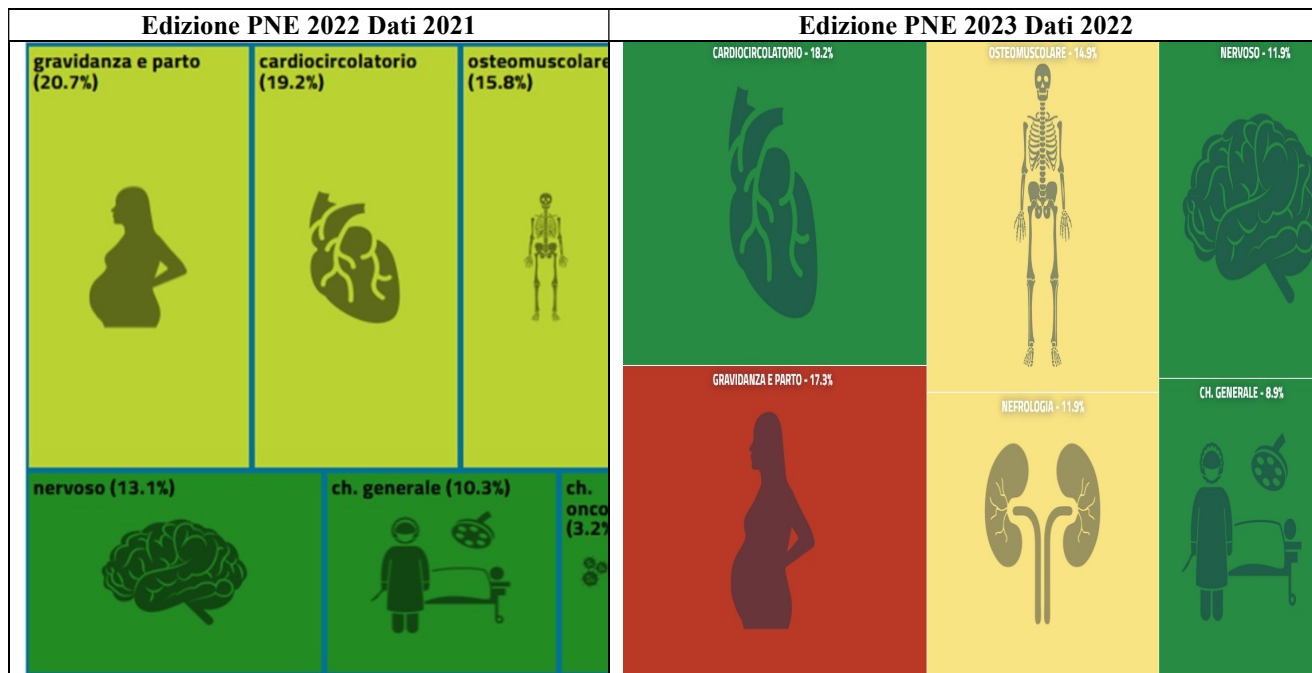 Edizione PNE 2022 Dati 2021
Edizione PNE 2023 Dati 2022
gravidanza e parto
(20.7%)
cardiocircolatorio
(19.2%)
osteomuscolare
(15.8%)
nervoso (13.1%)
ch. generale (10.3%)
ch.
onco
(3.2%
CARDIOCIRCOLATORIO - 18.2%
OSTEOMUSCOLARE - 14.9%
NERVOSO - 11.9%
GRAVIDANZA E PARTO - 17.3%
NEFROLOGIA - 11.9%
CH. GENERALE - 8.9%